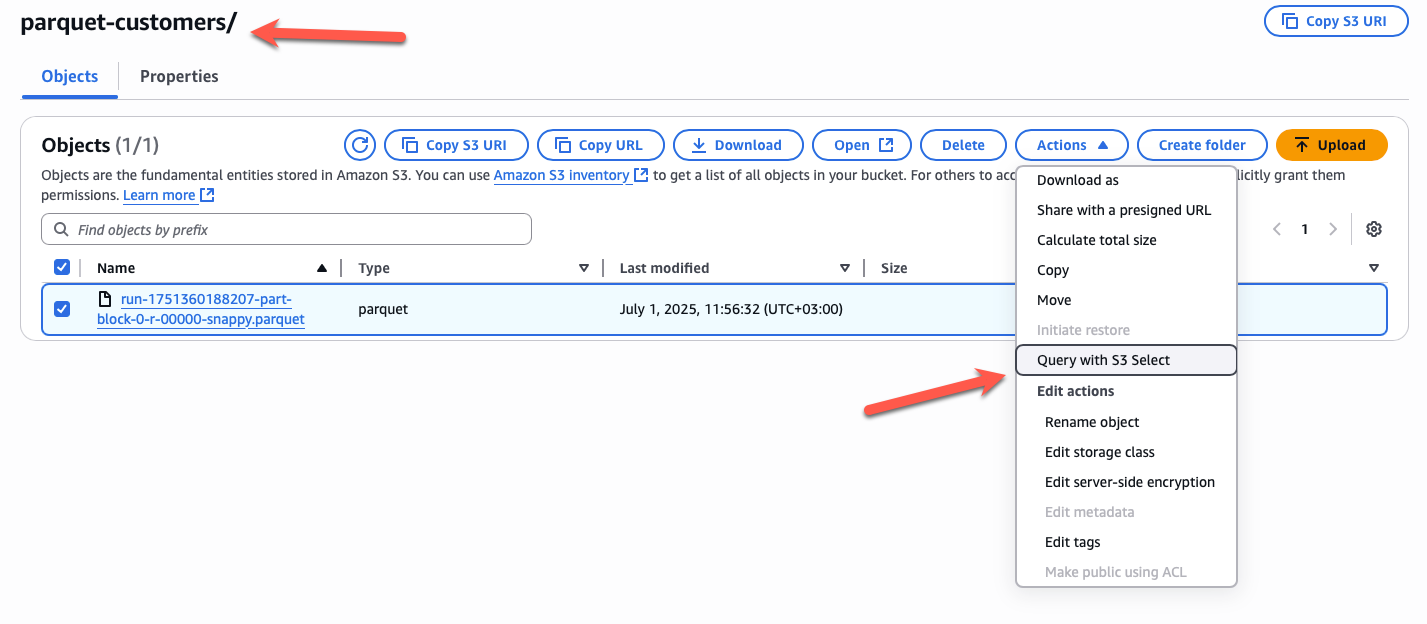 parquet-customers/
Copy S3 URI
Objects
Properties
Objects (1/1)
Copy S3 URI
Copy URL
Download
Open
Delete
Actions
Create folder
Upload
Objects are the fundamental entities stored in Amazon S3. You can use Amazon S3 inventory to get a list of all objects in your bucket. For others to acc licitly grant them
permissions. Learn more
Find objects by prefix
1
Name
Type
Last modified
Size
run-1751360188207-part-
block-0-r-00000-snappy.parquet
parquet
July 1, 2025, 11:56:32 (UTC+03:00)
Download as
Share with a presigned URL
Calculate total size
Copy
Move
Initiate restore
Query with S3 Select
Edit actions
Rename object
Edit storage class
Edit server-side encryption
Edit metadata
Edit tags
Make public using ACL